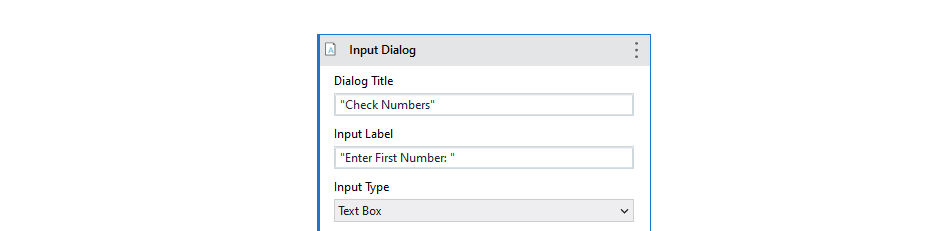 Input Dialog
Dialog Title
"Check Numbers"
Input Label
"Enter First Number: "
Input Type
Text Box